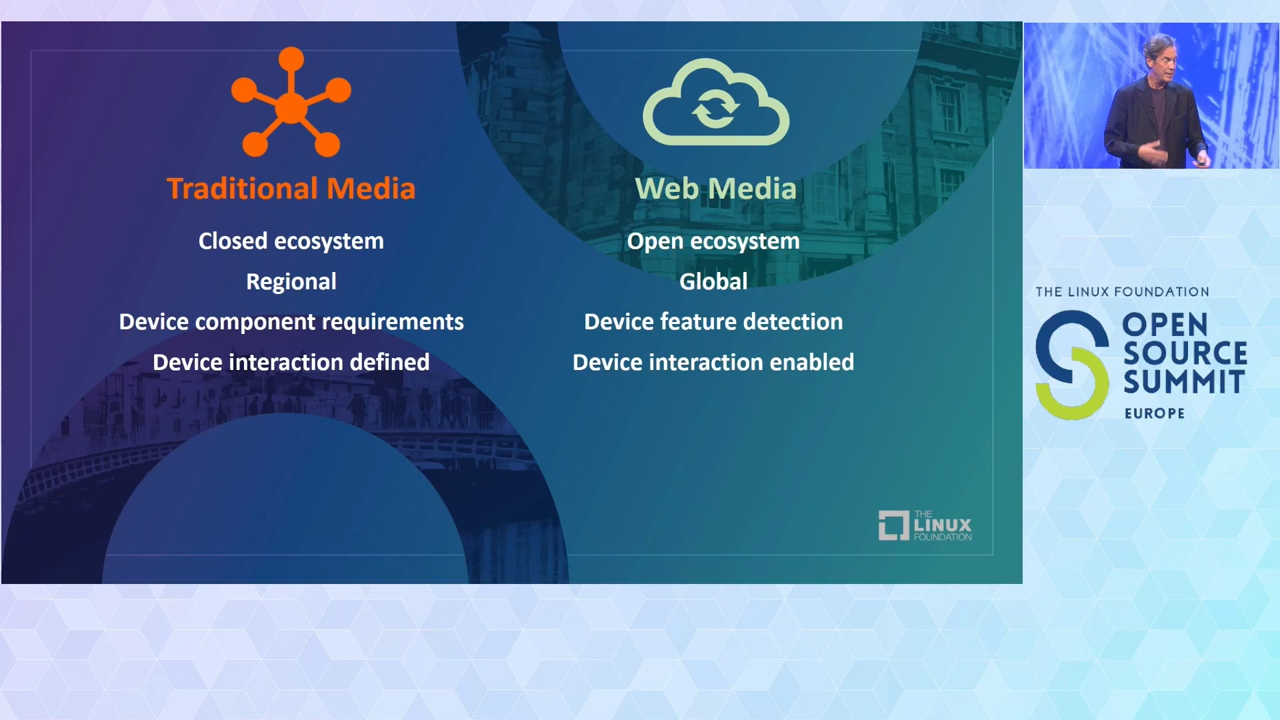 Traditional Media
Closed ecosystem
Regional
Device component requirements
Device interaction defined
Web Media
Open ecosystem
Global
Device feature detection
Device interaction enabled
THE
LINUX
FOUNDATION
THE LINUX FOUNDATION
OPEN
SOURCE
SUMMIT
EUROPE